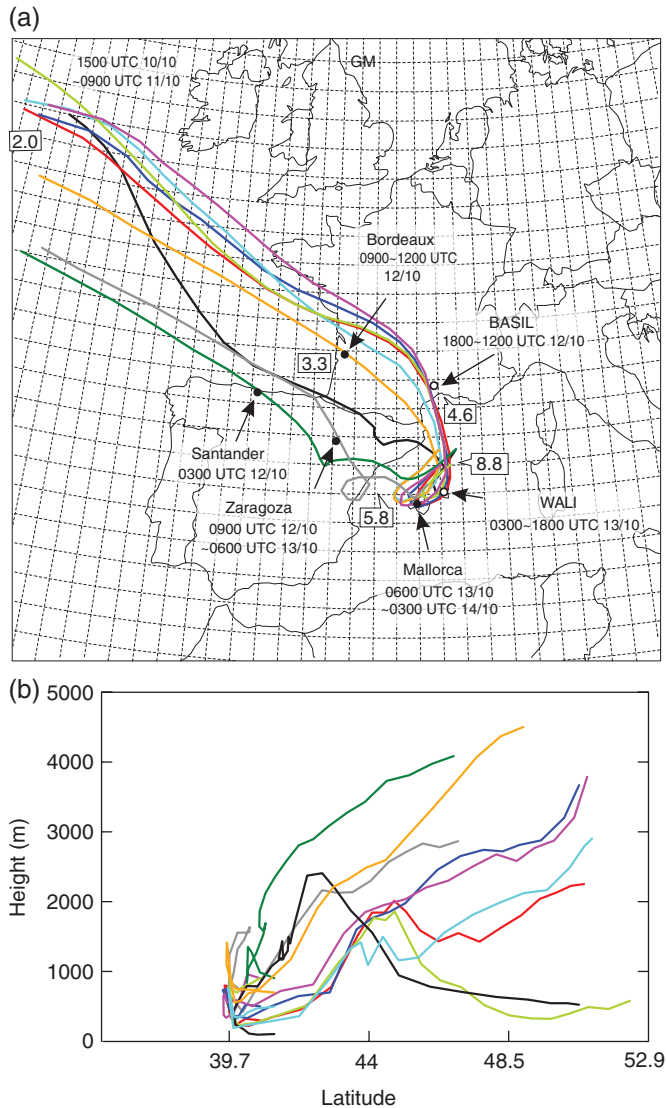 (a)
1500 UTC 10/10
~0900 UTC 11/10
GM
2.0
Bordeaux
0900~1200 UTC
12/10
BASIL
1800~1200 UTC 12/10
3.3
4.6
Santander
0300 UTC 12/10
8.8
Zaragoza
0900 UTC 12/10
~0600 UTC 13/10
5.8
WALI
0300~1800 UTC 13/10
Mallorca
0600 UTC 13/10
~0300 UTC 14/10
(b)
5000
4000
3000
2000
1000
0
Height (m)
39.7
44
48.5
52.9
Latitude